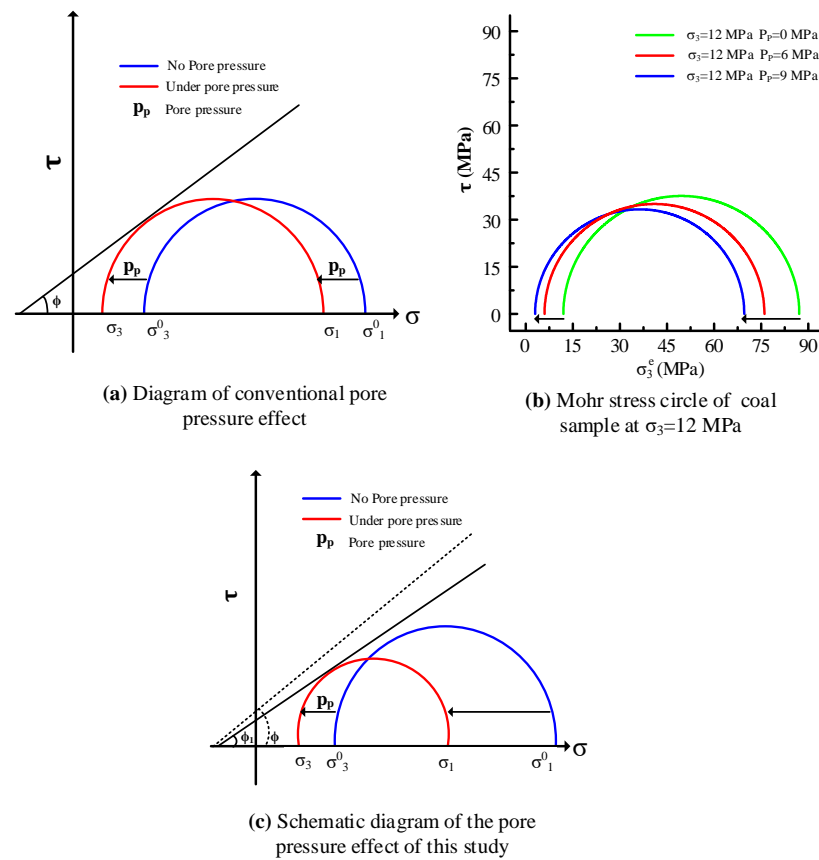 No Pore pressure
Under pore pressure
pₚ Pore pressure
τ
pₚ pₚ
ϕ
σ₃ σ⁰₃ σ₁ σ⁰₁ σ
(a) Diagram of conventional pore
pressure effect
σ₃=12 MPa Pₚ=0 MPa
σ₃=12 MPa Pₚ=6 MPa
σ₃=12 MPa Pₚ=9 MPa
τ (MPa)
90
75
60
45
30
15
0
0 15 30 45 60 75 90
σ₃ᵉ (MPa)
(b) Mohr stress circle of coal
sample at σ₃=12 MPa
No Pore pressure
Under pore pressure
pₚ Pore pressure
τ
pₚ
ϕ₁ ϕ
σ₃ σ⁰₃ σ₁ σ⁰₁ σ
(c) Schematic diagram of the pore
pressure effect of this study